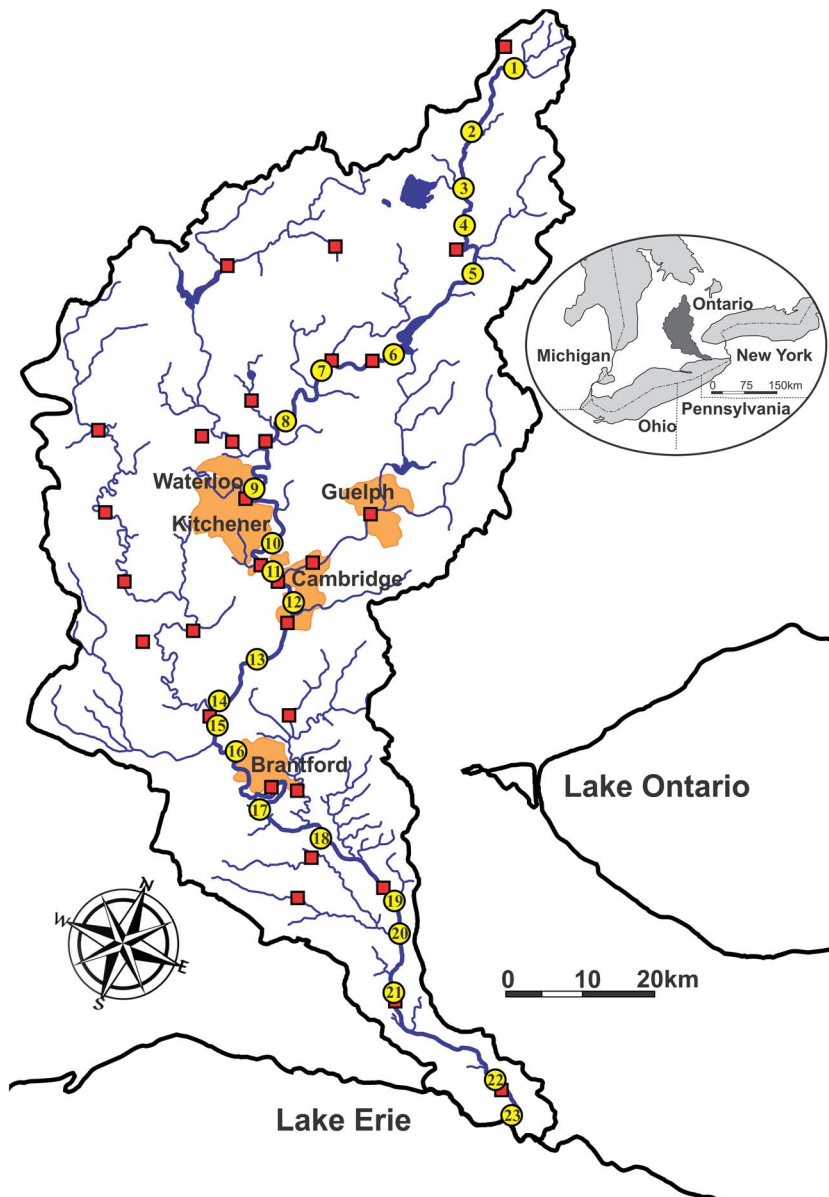 1
2
3
4
5
6
7
8
9
10
11
12
13
14
15
16
17
18
19
20
21
22
23
Ontario
Michigan
New York
0 75 150km
Pennsylvania
Ohio
Waterloo
Guelph
Kitchener
Cambridge
Brantford
Lake Ontario
N
W
E
S
0 10 20km
Lake Erie